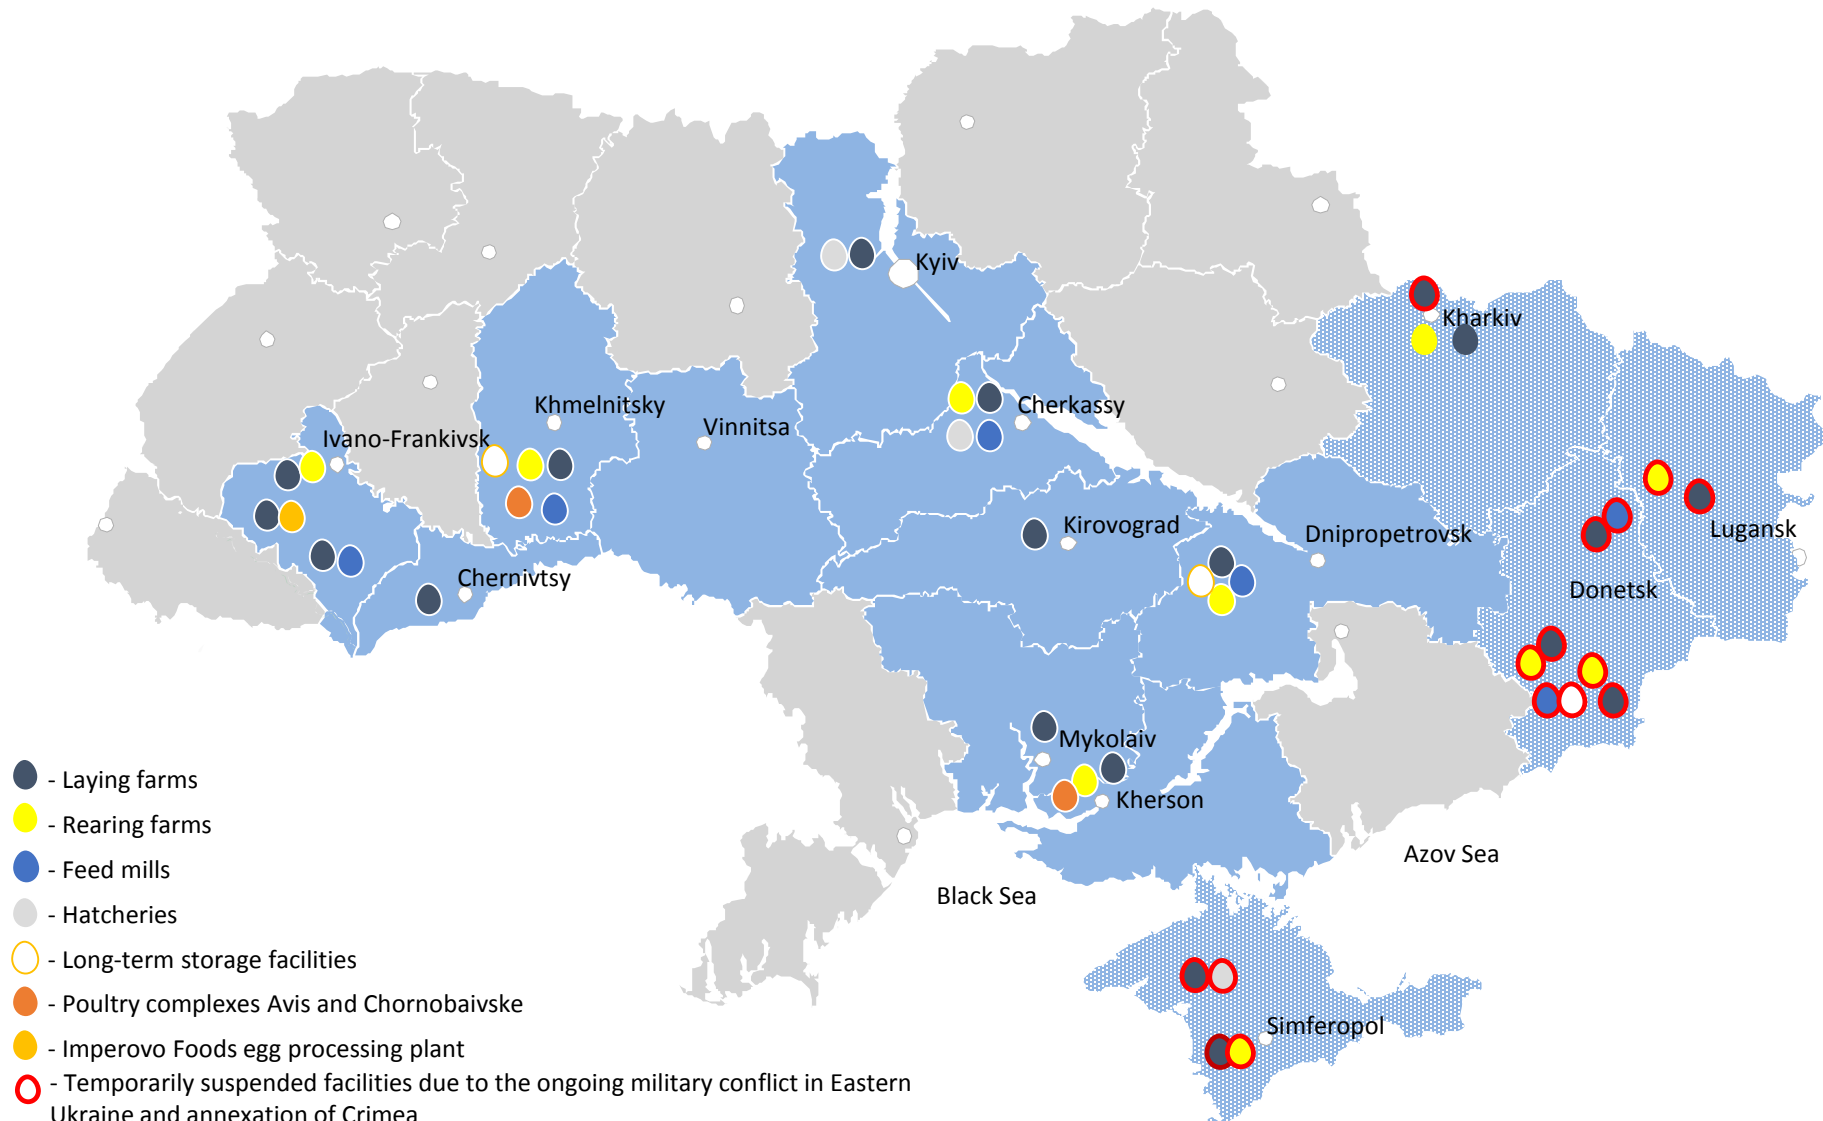 Kyiv
Kharkiv
Khmelnitsky
Vinnitsa
Cherkassy
Ivano-Frankivsk
Kirovograd
Dnipropetrovsk
Lugansk
Chernivtsy
Donetsk
Mykolaiv
Kherson
Azov Sea
Black Sea
Simferopol
- Laying farms
- Rearing farms
- Feed mills
- Hatcheries
- Long-term storage facilities
- Poultry complexes Avis and Chornobaivske
- Imperovo Foods egg processing plant
- Temporarily suspended facilities due to the ongoing military conflict in Eastern
Ukraine and annexation of Crimea